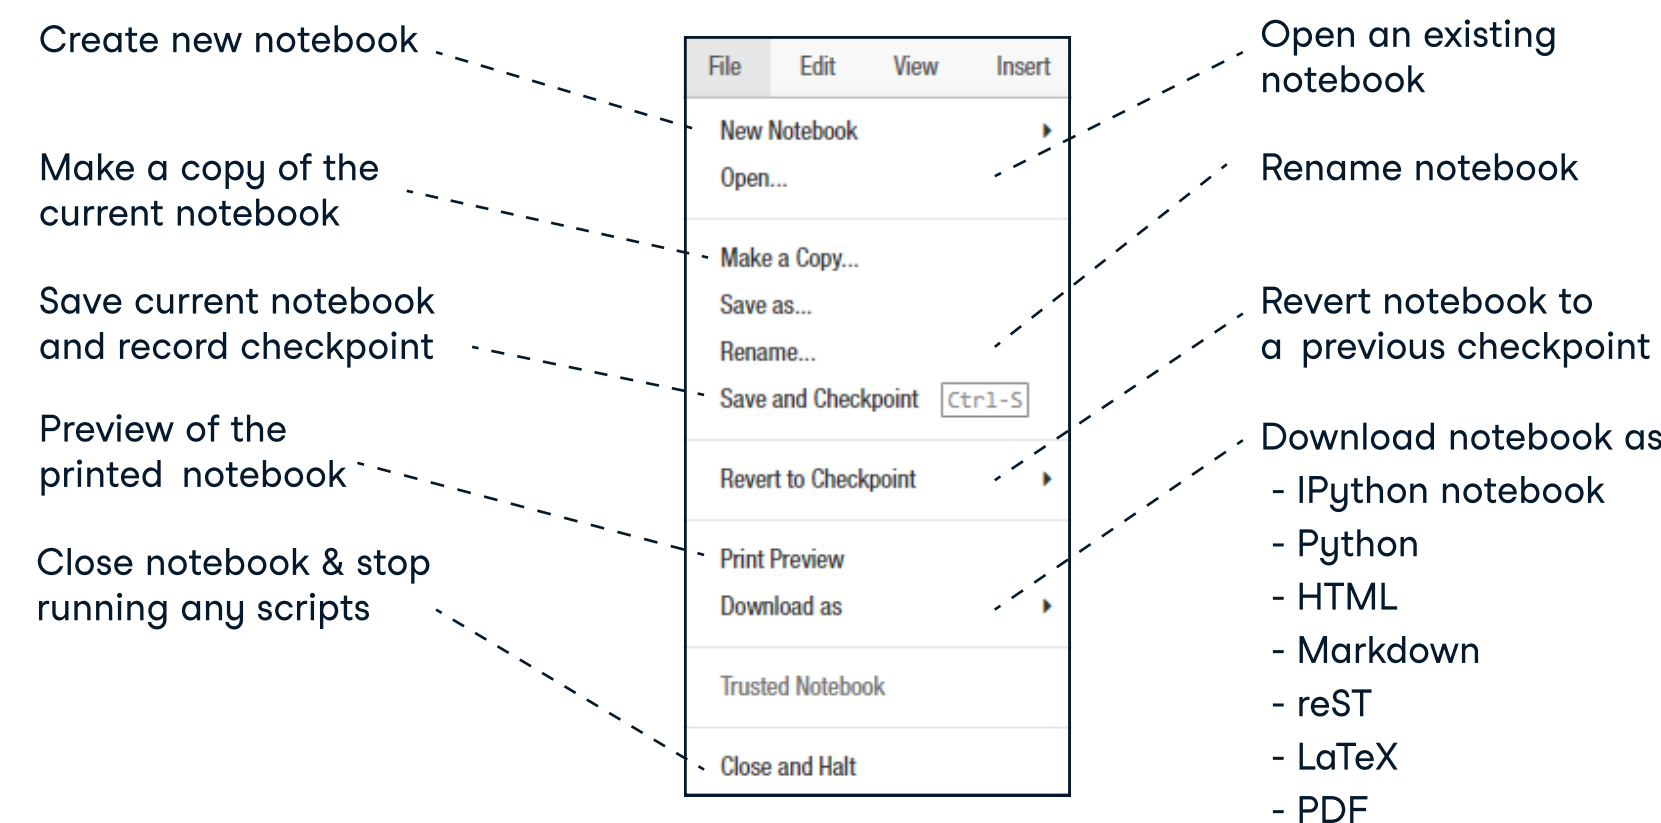 Create new notebook
Make a copy of the
current notebook
Save current notebook
and record checkpoint
Preview of the
printed notebook
Close notebook & stop
running any scripts
File Edit View Insert
New Notebook
Open...
Make a Copy...
Save as...
Rename...
Save and Checkpoint Ctrl-S
Revert to Checkpoint
Print Preview
Download as
Trusted Notebook
Close and Halt
Open an existing
notebook
Rename notebook
Revert notebook to
a previous checkpoint
Download notebook as
- IPython notebook
- Python
- HTML
- Markdown
- reST
- LaTeX
- PDF